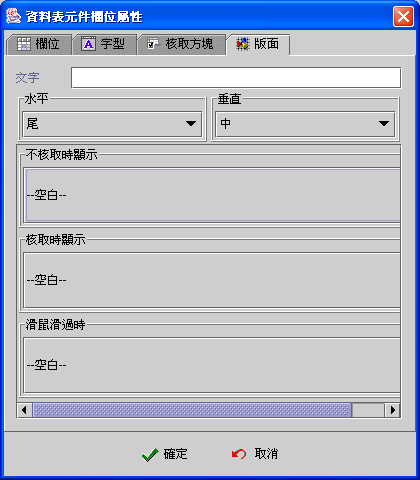 資料表元件欄位屬性
欄位 字型 核取方塊 版面
文字
水平 垂直
尾 中
不核取時顯示
--空白--
核取時顯示
--空白--
滑鼠滑過時
--空白--
確定 取消